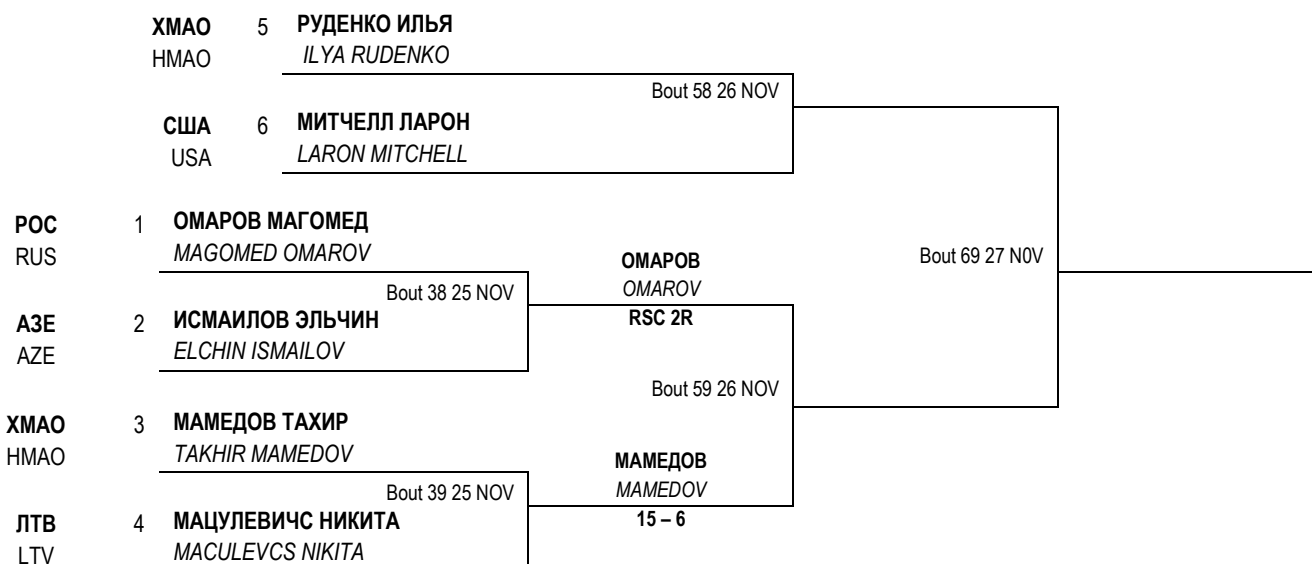 ХМАО 5 РУДЕНКО ИЛЬЯ
HMAO ILYA RUDENKO
Bout 58 26 NOV
США 6 МИТЧЕЛЛ ЛАРОН
USA LARON MITCHELL
РОС 1 ОМАРОВ МАГОМЕД
RUS MAGOMED OMAROV
ОМАРОВ
Bout 69 27 N0V
Bout 38 25 NOV
OMAROV
АЗЕ 2 ИСМАИЛОВ ЭЛЬЧИН
RSC 2R
AZE ELCHIN ISMAILOV
Bout 59 26 NOV
ХМАО 3 МАМЕДОВ ТАХИР
HMAO TAKHIR MAMEDOV
МАМЕДОВ
Bout 39 25 NOV
MAMEDOV
ЛТВ 4 МАЦУЛЕВИЧС НИКИТА
15 – 6
LTV MACULEVCS NIKITA